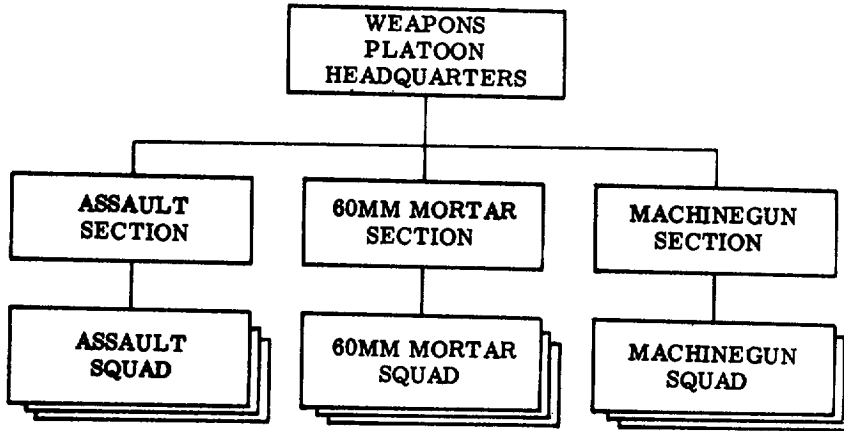 WEAPONS
PLATOON
HEADQUARTERS
ASSAULT
SECTION
60MM MORTAR
SECTION
MACHINEGUN
SECTION
ASSAULT
SQUAD
60MM MORTAR
SQUAD
MACHINEGUN
SQUAD